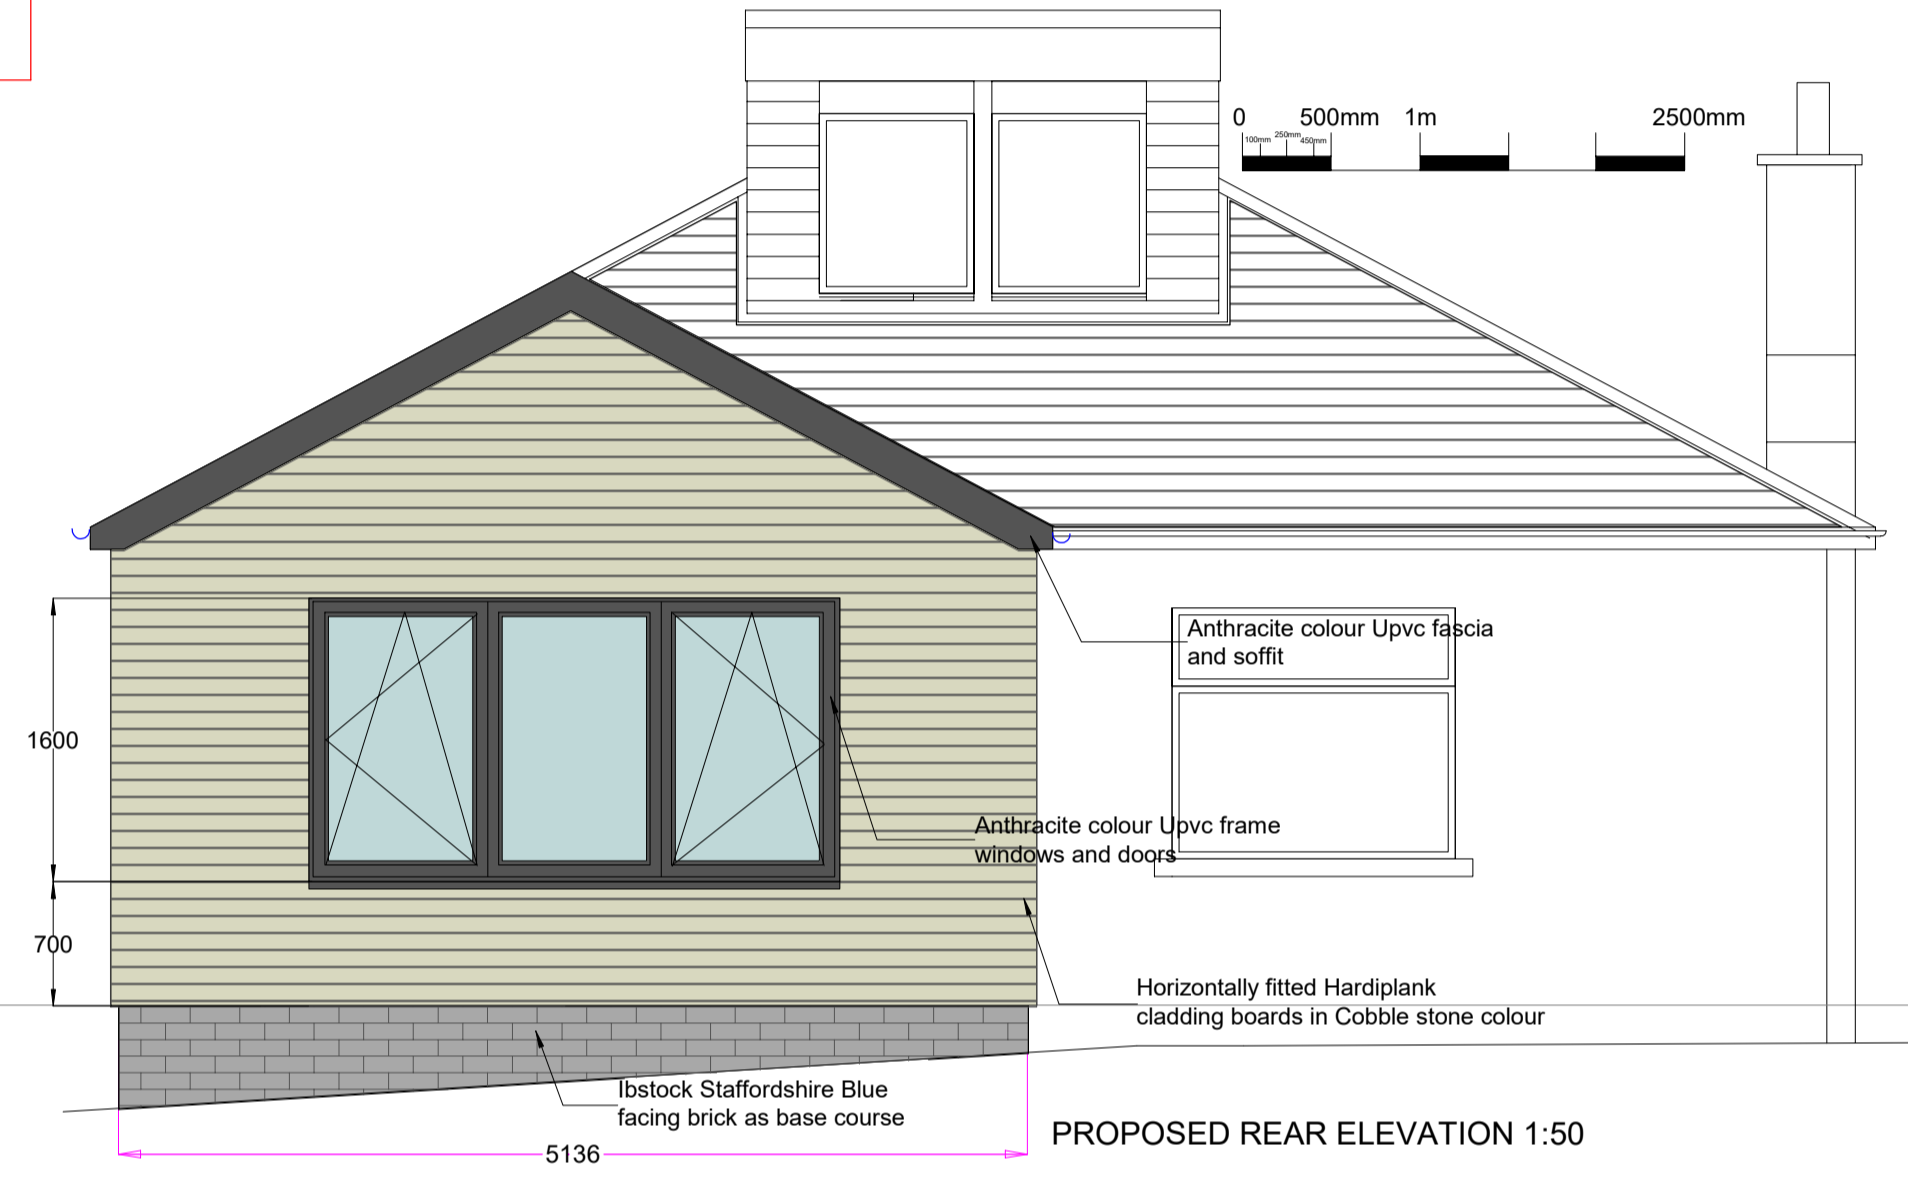 0 500mm 1m 2500mm
100mm 250mm 450mm
Anthracite colour Upvc fascia
and soffit
1600
Anthracite colour Upvc frame
windows and doors
700
Horizontally fitted Hardiplank
cladding boards in Cobble stone colour
Ibstock Staffordshire Blue
facing brick as base course
PROPOSED REAR ELEVATION 1:50
5136